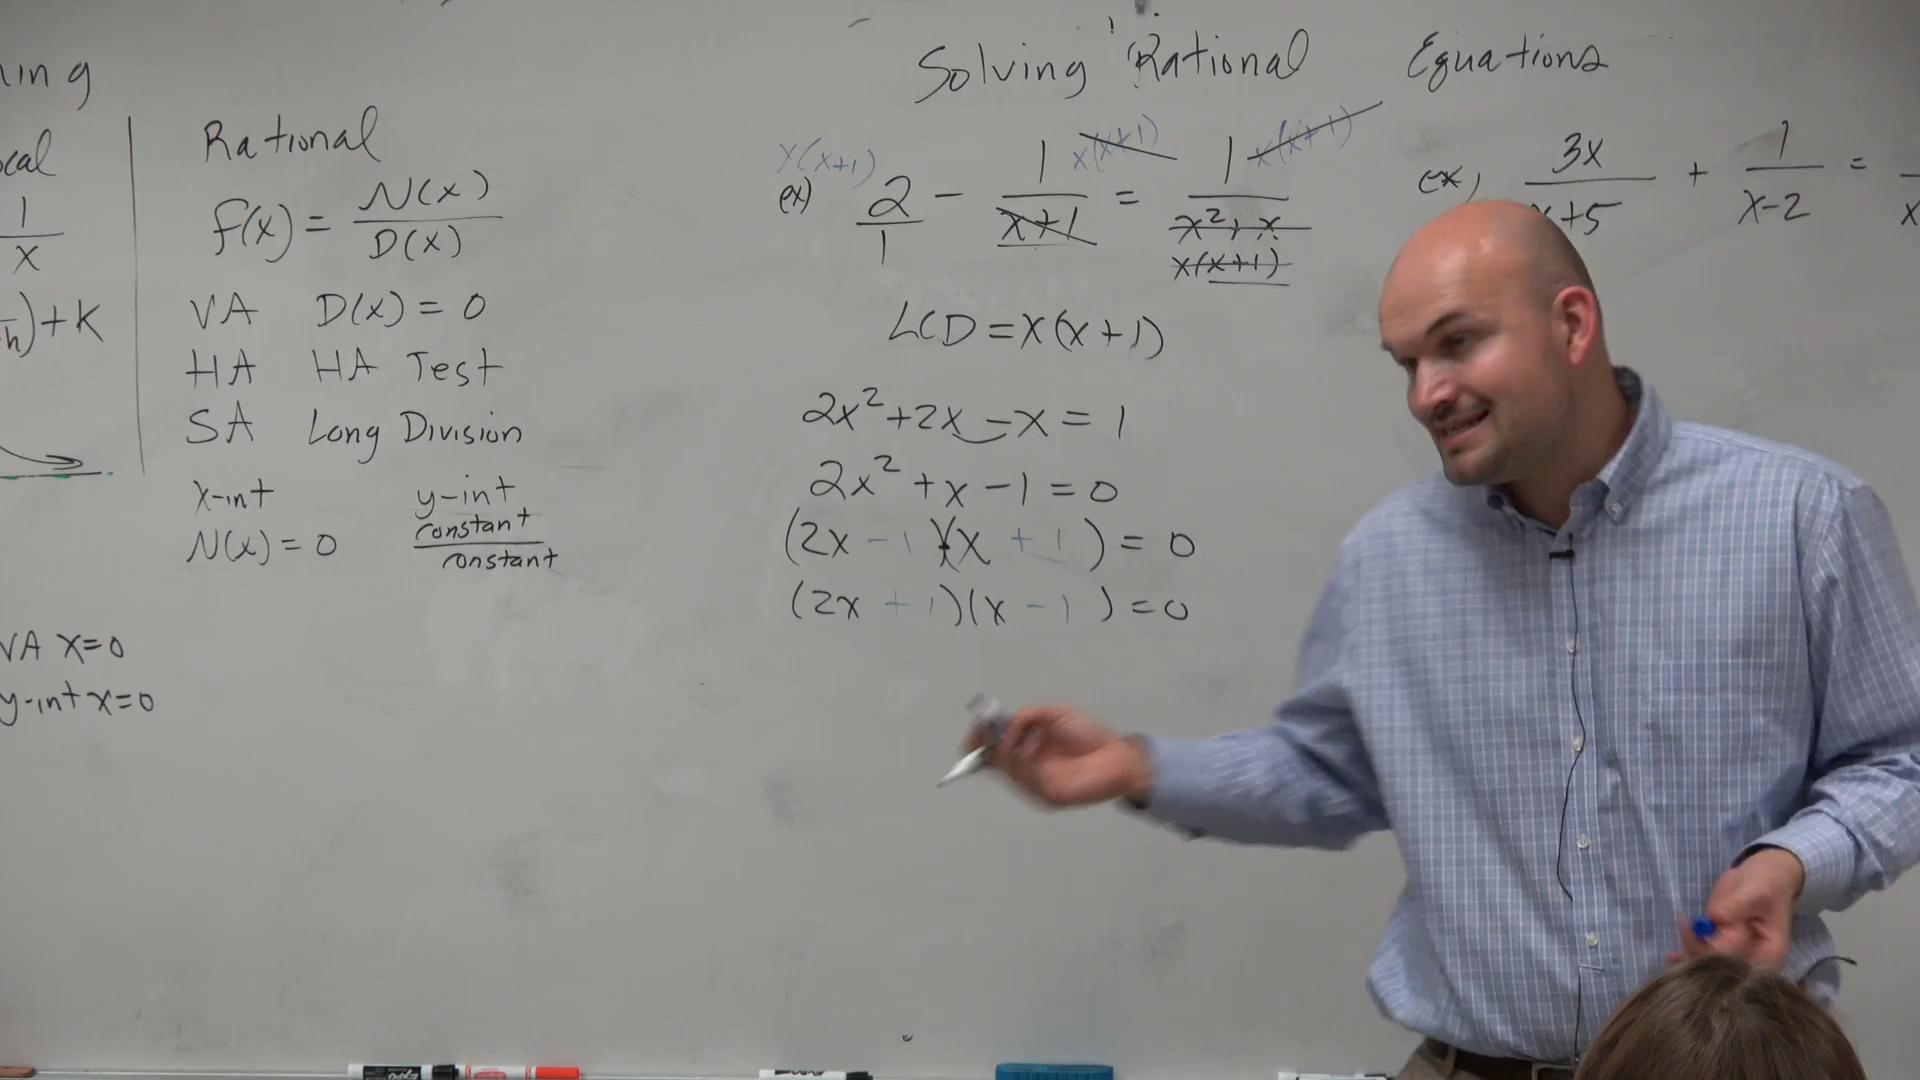 Solving Rational Equations
Rational
f(x) = N(x)/D(x)
VA D(x) = 0
HA HA Test
SA Long Division
x-int
N(x) = 0
y-int
constant
constant
1
x
)+K
VA x=0
y-int x=0
x(x+1) x(x+1) x(x+1)
ex) 2/1 - 1/(x+1) = 1/(x²+x)
x(x+1)
LCD = x(x+1)
2x²+2x-x=1
2x²+x-1=0
(2x-1)(x+1)=0
(2x+1)(x-1)=0
ex) 3x/(x+5) + 1/(x-2) =